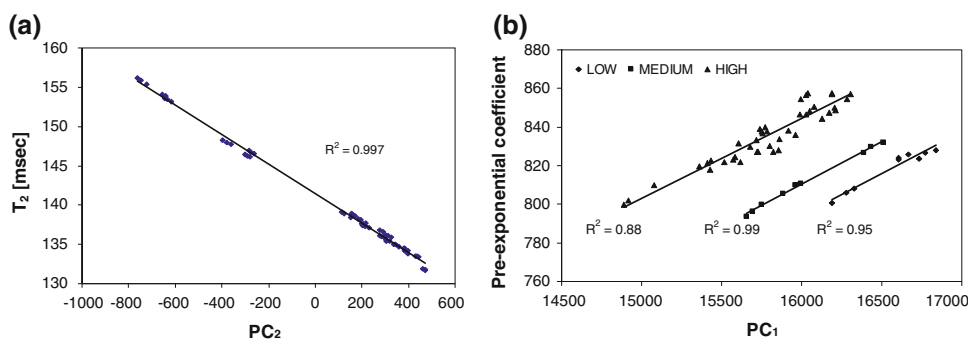 (a)
160
155
150
145
140
135
130
T₂ [msec]
R² = 0.997
-1000 -800 -600 -400 -200 0 200 400 600
PC₂
(b)
880
860
840
820
800
780
760
Pre-exponential coefficient
LOW MEDIUM HIGH
R² = 0.88
R² = 0.99
R² = 0.95
14500 15000 15500 16000 16500 17000
PC₁